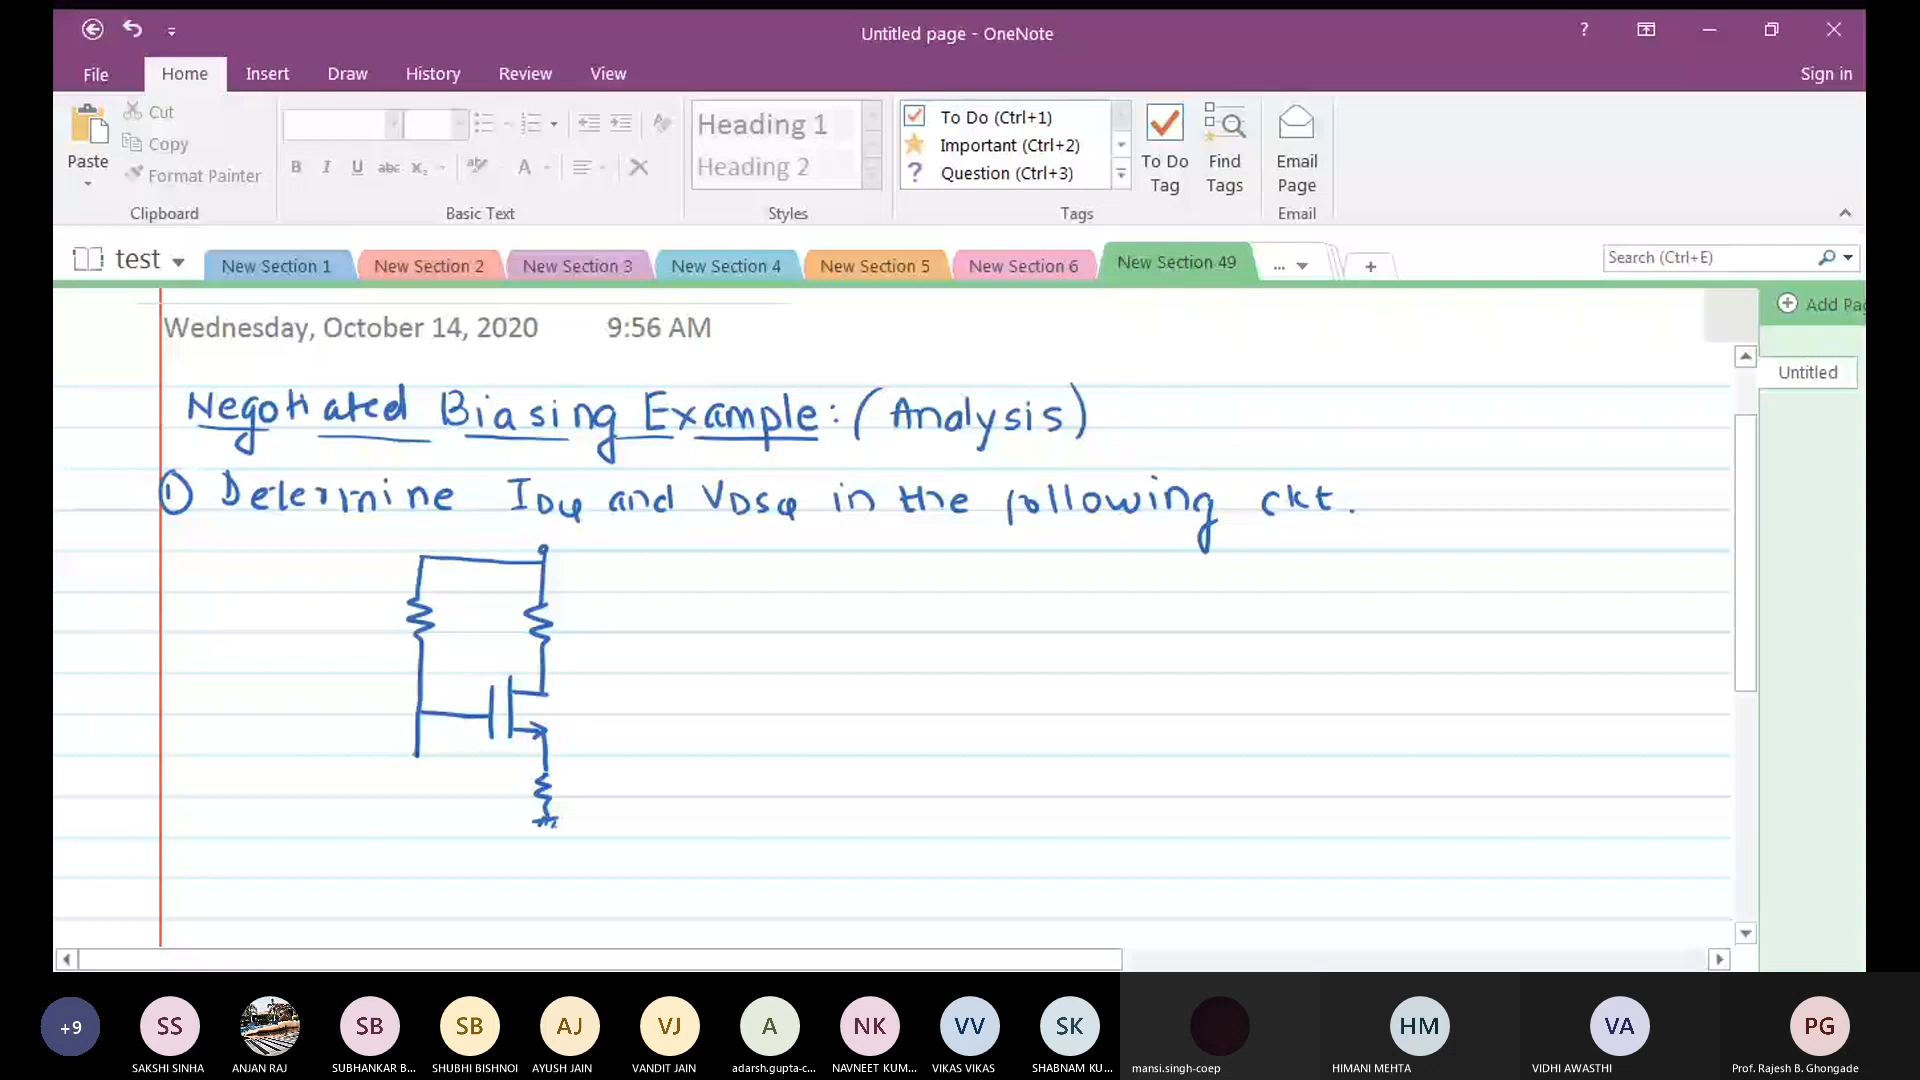 Untitled page - OneNote
?
File Home Insert Draw History Review View
Sign in
Paste
Cut
Copy
Format Painter
Clipboard
B I U abc x₂ A
Basic Text
Heading 1
Heading 2
Styles
To Do (Ctrl+1)
Important (Ctrl+2)
? Question (Ctrl+3)
Tags
To Do
Tag
Find
Tags
Email
Page
Email
test
New Section 1 New Section 2 New Section 3 New Section 4 New Section 5 New Section 6 New Section 49 ... +
Search (Ctrl+E)
Add Pag
Untitled
Wednesday, October 14, 2020 9:56 AM
Negotiated Biasing Example: (Analysis)
① Determine IDQ and VDSQ in the following ckt.
+9
SS
SAKSHI SINHA
ANJAN RAJ
SB
SUBHANKAR B...
SB
SHUBHI BISHNOI
AJ
AYUSH JAIN
VJ
VANDIT JAIN
A
adarsh.gupta-c...
NK
NAVNEET KUM...
VV
VIKAS VIKAS
SK
SHABNAM KU...
mansi.singh-coep
HM
HIMANI MEHTA
VA
VIDHI AWASTHI
PG
Prof. Rajesh B. Ghongade